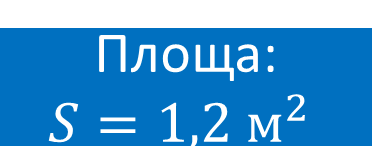 Площа:
S = 1,2 м²